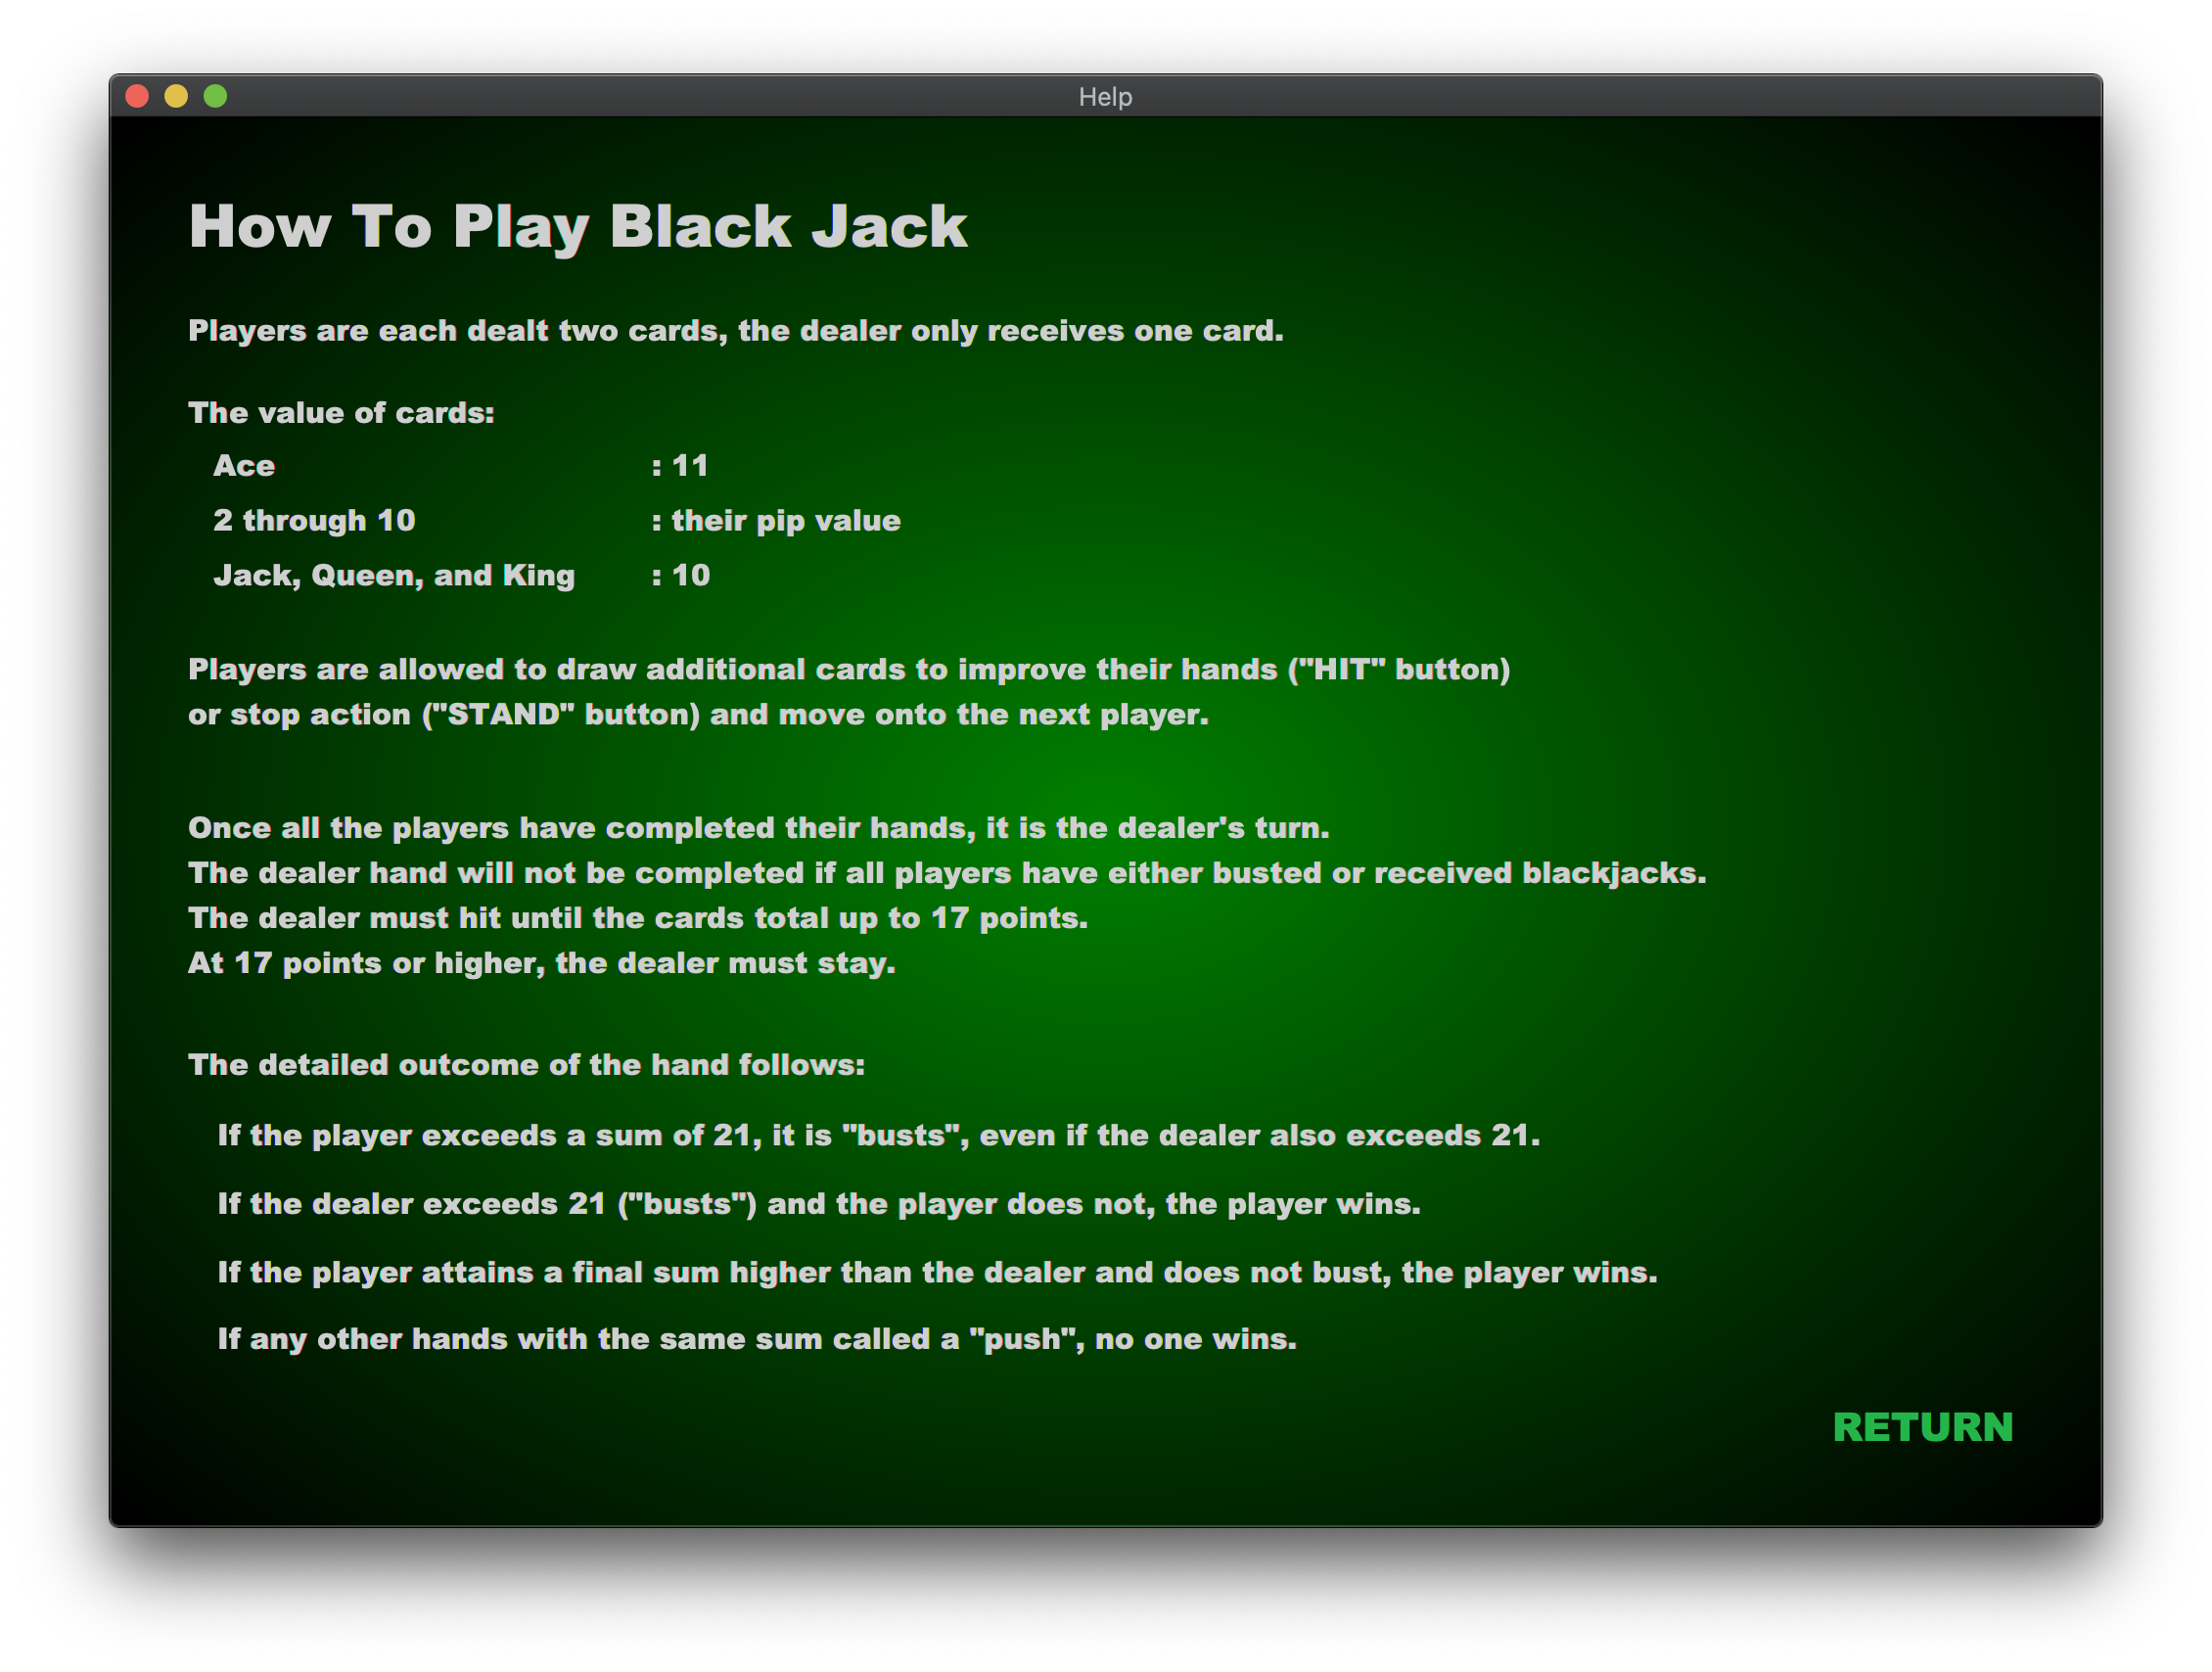 Help
How To Play Black Jack
Players are each dealt two cards, the dealer only receives one card.
The value of cards:
Ace : 11
2 through 10 : their pip value
Jack, Queen, and King : 10
Players are allowed to draw additional cards to improve their hands ("HIT" button)
or stop action ("STAND" button) and move onto the next player.
Once all the players have completed their hands, it is the dealer's turn.
The dealer hand will not be completed if all players have either busted or received blackjacks.
The dealer must hit until the cards total up to 17 points.
At 17 points or higher, the dealer must stay.
The detailed outcome of the hand follows:
If the player exceeds a sum of 21, it is "busts", even if the dealer also exceeds 21.
If the dealer exceeds 21 ("busts") and the player does not, the player wins.
If the player attains a final sum higher than the dealer and does not bust, the player wins.
If any other hands with the same sum called a "push", no one wins.
RETURN